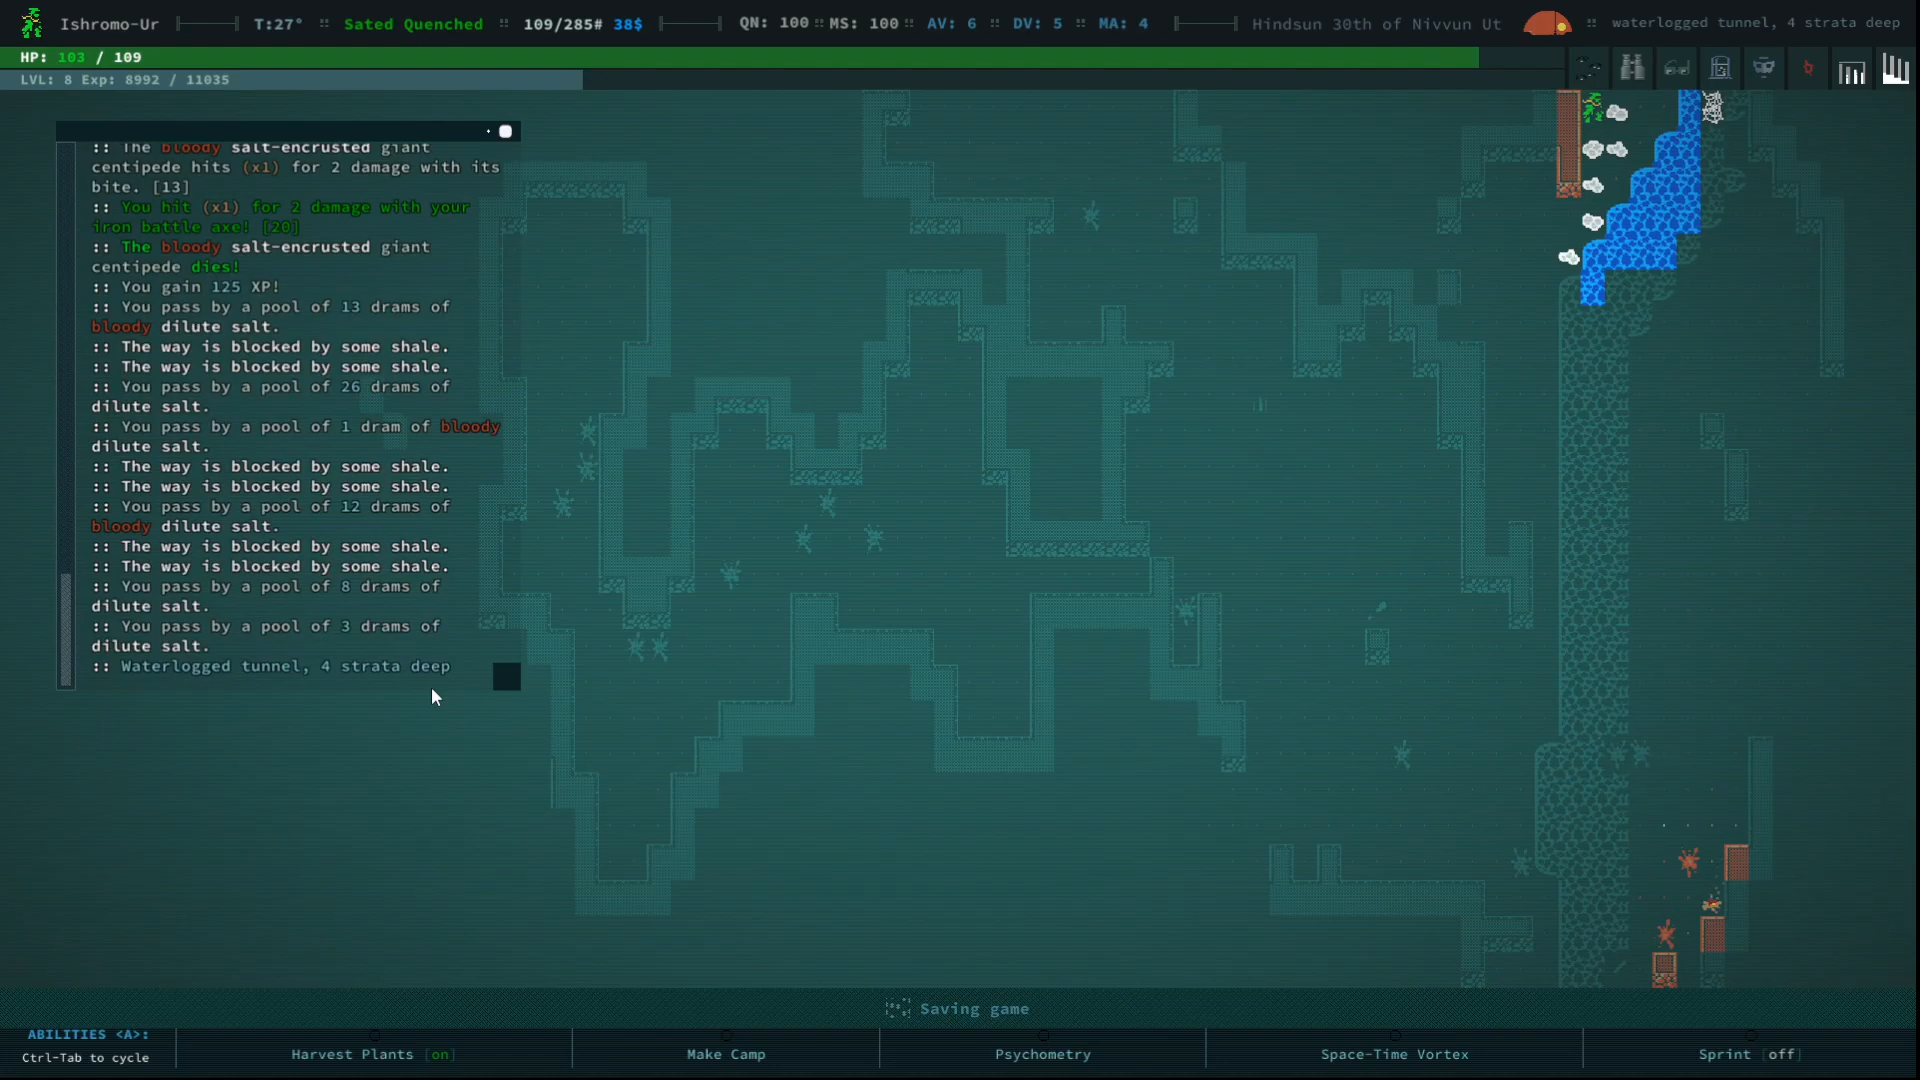 Ishromo-Ur T:27° Sated Quenched 109/285# 38$ QN: 100 MS: 100 AV: 6 DV: 5 MA: 4 Hindsun 30th of Nivvun Ut waterlogged tunnel, 4 strata deep
HP: 103 / 109
LVL: 8 Exp: 8992 / 11035
:: The bloody salt-encrusted giant
centipede hits (x1) for 2 damage with its
bite. [13]
:: You hit (x1) for 2 damage with your
iron battle axe! [20]
:: The bloody salt-encrusted giant
centipede dies!
:: You gain 125 XP!
:: You pass by a pool of 13 drams of
bloody dilute salt.
:: The way is blocked by some shale.
:: The way is blocked by some shale.
:: You pass by a pool of 26 drams of
dilute salt.
:: You pass by a pool of 1 dram of bloody
dilute salt.
:: The way is blocked by some shale.
:: The way is blocked by some shale.
:: You pass by a pool of 12 drams of
bloody dilute salt.
:: The way is blocked by some shale.
:: The way is blocked by some shale.
:: You pass by a pool of 8 drams of
dilute salt.
:: You pass by a pool of 3 drams of
dilute salt.
:: Waterlogged tunnel, 4 strata deep
Saving game
ABILITIES <A>:
Ctrl-Tab to cycle
Harvest Plants [on]
Make Camp
Psychometry
Space-Time Vortex
Sprint [off]